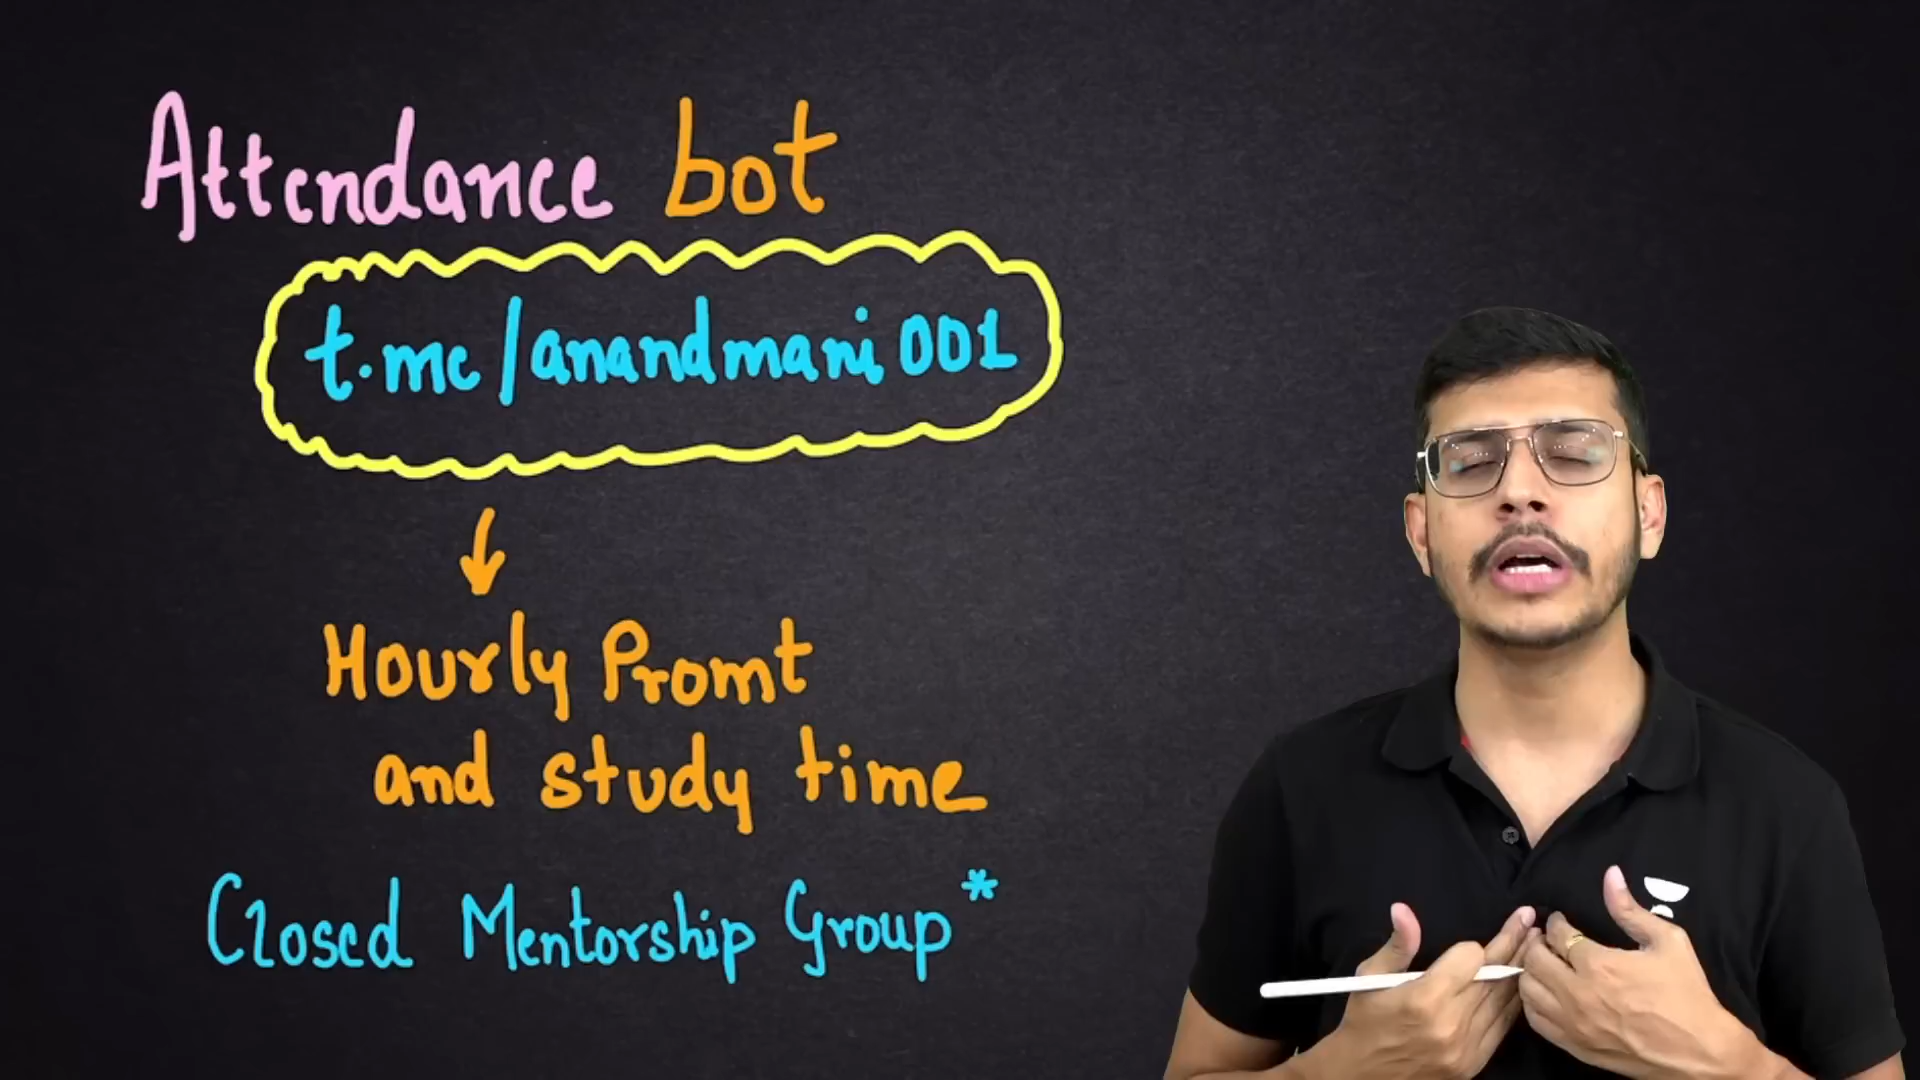 Attendance bot
t.me/anandmani001
Hourly Promt
and study time
Closed Mentorship Group*